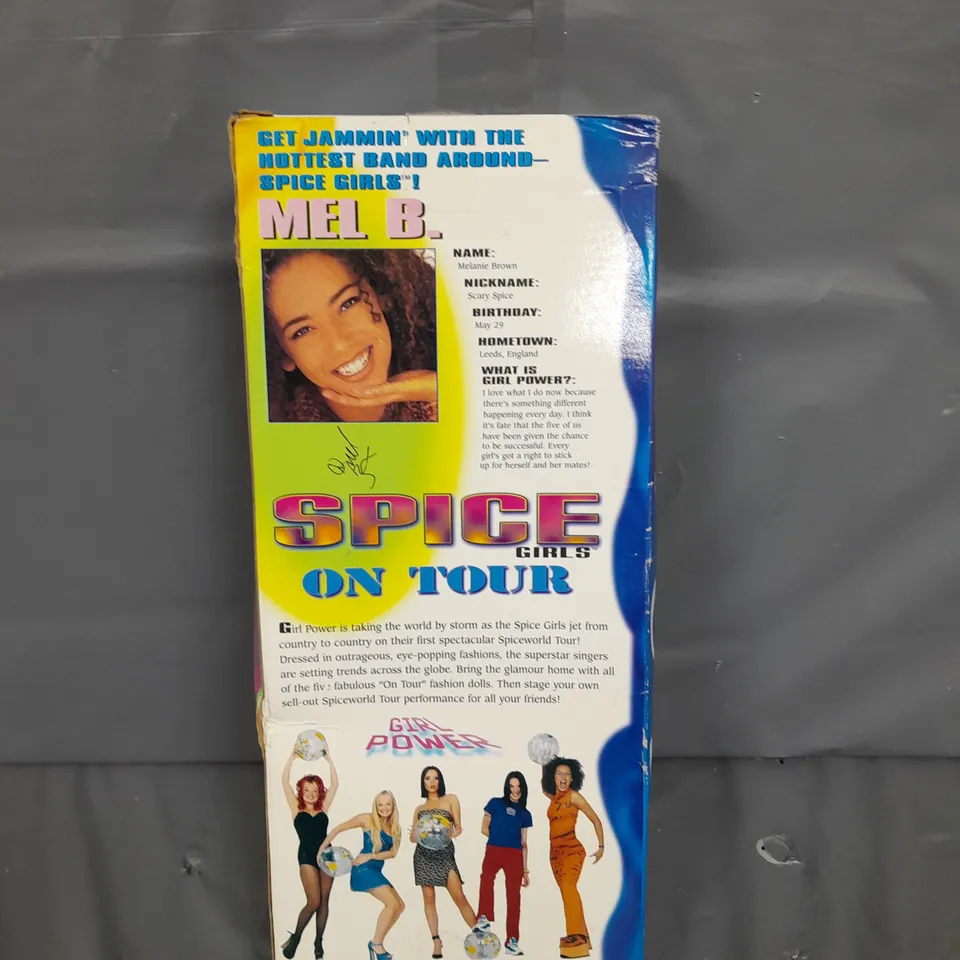 GET JAMMIN' WITH THE
HOTTEST BAND AROUND—
SPICE GIRLS™!
MEL B.
NAME:
Melanie Brown
NICKNAME:
Scary Spice
BIRTHDAY:
May 29
HOMETOWN:
Leeds, England
WHAT IS
GIRL POWER?:
I love what I do now because
there's something different
happening every day. I think
it's fate that the five of us
have been given the chance
to be successful. Every
girl's got a right to stick
up for herself and her mates!
SPICE
GIRLS™
ON TOUR
Girl Power is taking the world by storm as the Spice Girls jet from
country to country on their first spectacular Spiceworld Tour!
Dressed in outrageous, eye-popping fashions, the superstar singers
are setting trends across the globe. Bring the glamour home with all
of the five fabulous "On Tour" fashion dolls. Then stage your own
sell-out Spiceworld Tour performance for all your friends!
GIRL
POWER